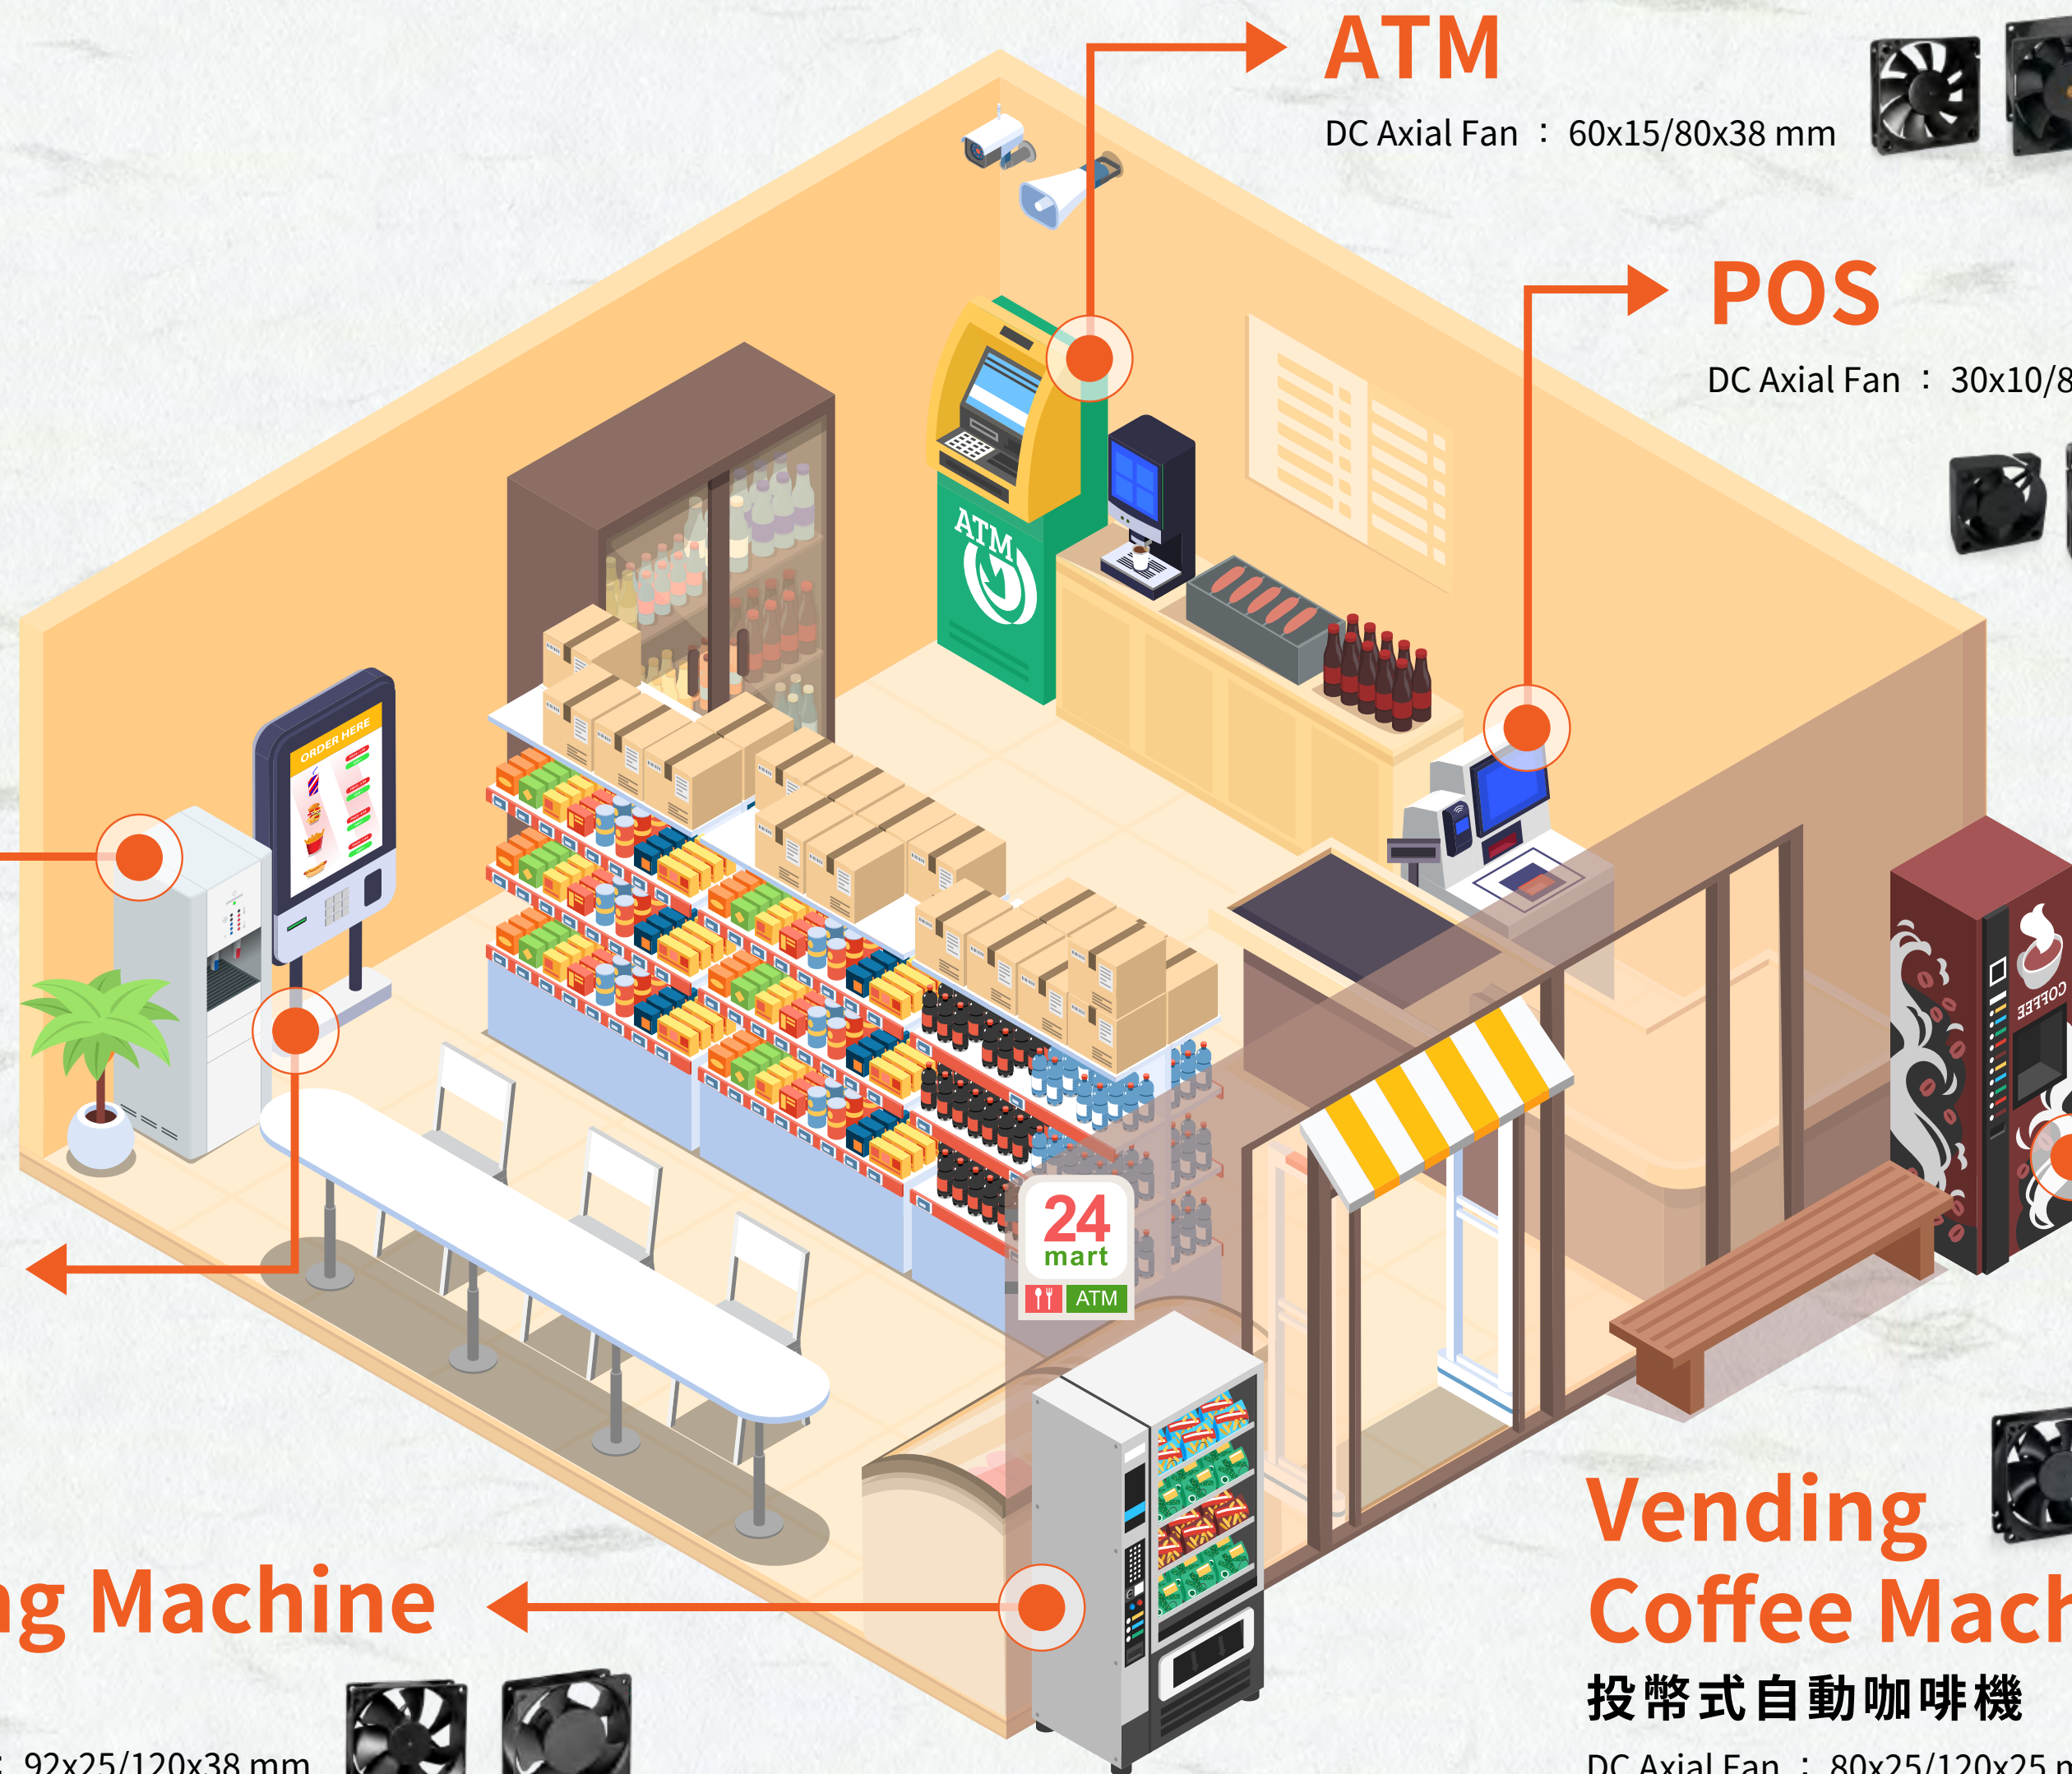 ATM
DC Axial Fan : 60x15/80x38 mm
POS
DC Axial Fan : 30x10/8
ATM
ORDER HERE
COFFEE
24
mart
ATM
ng Machine
: 92x25/120x38 mm
Vending
Coffee Mach
投幣式自動咖啡機
DC Axial Fan : 80x25/120x25 m